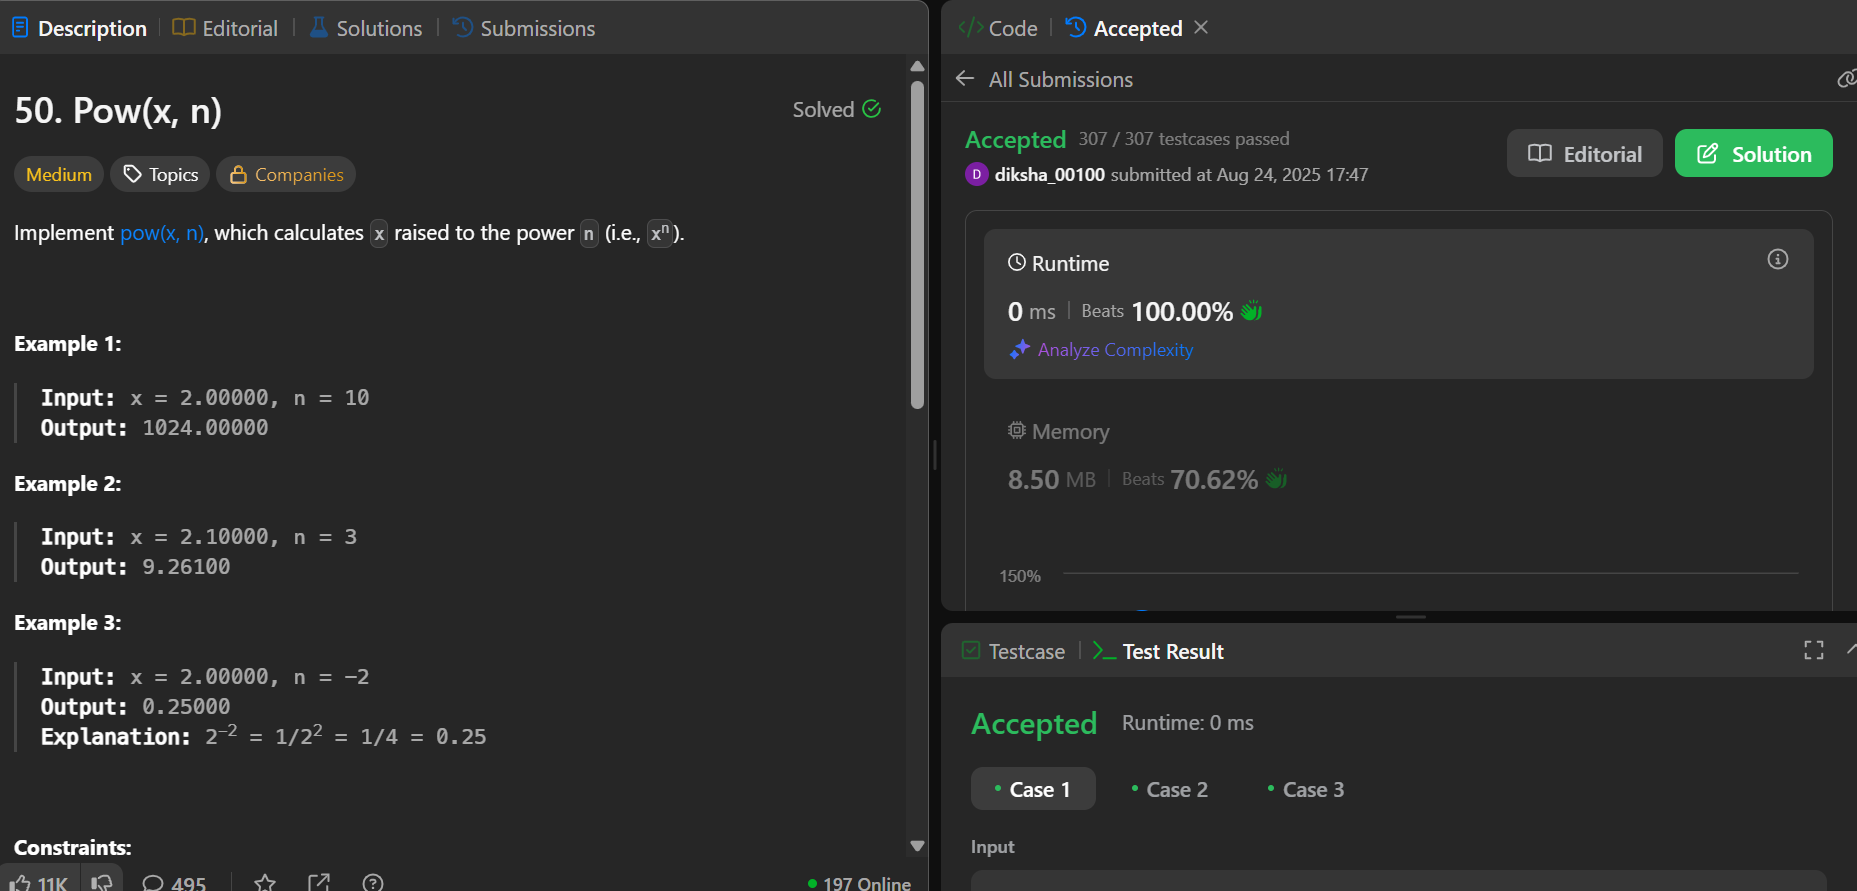 Description Editorial Solutions Submissions
50. Pow(x, n)
Solved
Medium Topics Companies
Implement pow(x, n), which calculates x raised to the power n (i.e., xⁿ).
Example 1:
Input: x = 2.00000, n = 10
Output: 1024.00000
Example 2:
Input: x = 2.10000, n = 3
Output: 9.26100
Example 3:
Input: x = 2.00000, n = -2
Output: 0.25000
Explanation: 2⁻² = 1/2² = 1/4 = 0.25
Constraints:
11K 495 197 Online
</> Code Accepted
All Submissions
Accepted 307 / 307 testcases passed
D diksha_00100 submitted at Aug 24, 2025 17:47
Editorial Solution
Runtime
0 ms Beats 100.00%
Analyze Complexity
Memory
8.50 MB Beats 70.62%
150%
Testcase Test Result
Accepted Runtime: 0 ms
Case 1 Case 2 Case 3
Input